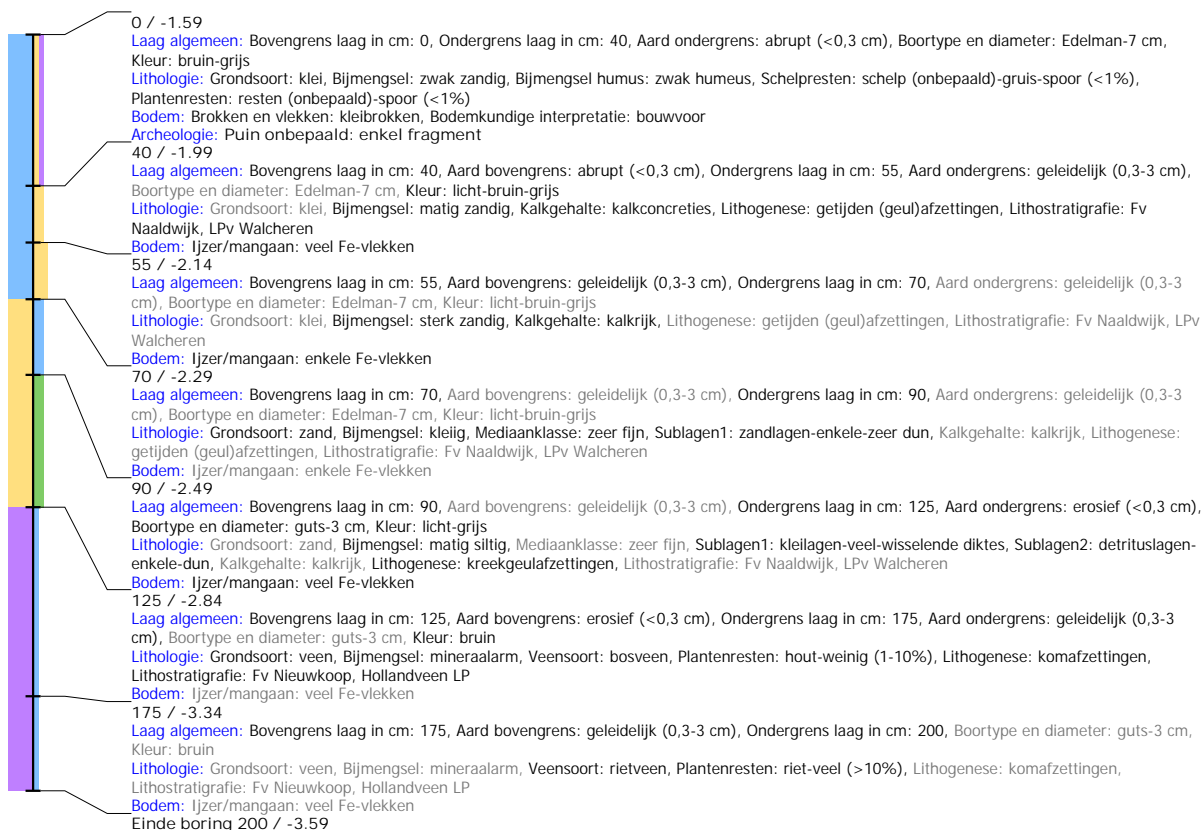 0 / -1.59
Laag algemeen: Bovengrens laag in cm: 0, Ondergrens laag in cm: 40, Aard ondergrens: abrupt (<0,3 cm), Boortype en diameter: Edelman-7 cm,
Kleur: bruin-grijs
Lithologie: Grondsoort: klei, Bijmengsel: zwak zandig, Bijmengsel humus: zwak humeus, Schelpresten: schelp (onbepaald)-gruis-spoor (<1%),
Plantenresten: resten (onbepaald)-spoor (<1%)
Bodem: Brokken en vlekken: kleibrokken, Bodemkundige interpretatie: bouwvoor
Archeologie: Puin onbepaald: enkel fragment
40 / -1.99
Laag algemeen: Bovengrens laag in cm: 40, Aard bovengrens: abrupt (<0,3 cm), Ondergrens laag in cm: 55, Aard ondergrens: geleidelijk (0,3-3 cm),
Boortype en diameter: Edelman-7 cm, Kleur: licht-bruin-grijs
Lithologie: Grondsoort: klei, Bijmengsel: matig zandig, Kalkgehalte: kalkconcreties, Lithogenese: getijden (geul)afzettingen, Lithostratigrafie: Fv
Naaldwijk, LPv Walcheren
Bodem: Ijzer/mangaan: veel Fe-vlekken
55 / -2.14
Laag algemeen: Bovengrens laag in cm: 55, Aard bovengrens: geleidelijk (0,3-3 cm), Ondergrens laag in cm: 70, Aard ondergrens: geleidelijk (0,3-3
cm), Boortype en diameter: Edelman-7 cm, Kleur: licht-bruin-grijs
Lithologie: Grondsoort: klei, Bijmengsel: sterk zandig, Kalkgehalte: kalkrijk, Lithogenese: getijden (geul)afzettingen, Lithostratigrafie: Fv Naaldwijk, LPv
Walcheren
Bodem: Ijzer/mangaan: enkele Fe-vlekken
70 / -2.29
Laag algemeen: Bovengrens laag in cm: 70, Aard bovengrens: geleidelijk (0,3-3 cm), Ondergrens laag in cm: 90, Aard ondergrens: geleidelijk (0,3-3
cm), Boortype en diameter: Edelman-7 cm, Kleur: licht-bruin-grijs
Lithologie: Grondsoort: zand, Bijmengsel: kleiig, Mediaanklasse: zeer fijn, Sublagen1: zandlagen-enkele-zeer dun, Kalkgehalte: kalkrijk, Lithogenese:
getijden (geul)afzettingen, Lithostratigrafie: Fv Naaldwijk, LPv Walcheren
Bodem: Ijzer/mangaan: enkele Fe-vlekken
90 / -2.49
Laag algemeen: Bovengrens laag in cm: 90, Aard bovengrens: geleidelijk (0,3-3 cm), Ondergrens laag in cm: 125, Aard ondergrens: erosief (<0,3 cm),
Boortype en diameter: guts-3 cm, Kleur: licht-grijs
Lithologie: Grondsoort: zand, Bijmengsel: matig siltig, Mediaanklasse: zeer fijn, Sublagen1: kleilagen-veel-wisselende diktes, Sublagen2: detrituslagen-
enkele-dun, Kalkgehalte: kalkrijk, Lithogenese: kreekgeulafzettingen, Lithostratigrafie: Fv Naaldwijk, LPv Walcheren
Bodem: Ijzer/mangaan: veel Fe-vlekken
125 / -2.84
Laag algemeen: Bovengrens laag in cm: 125, Aard bovengrens: erosief (<0,3 cm), Ondergrens laag in cm: 175, Aard ondergrens: geleidelijk (0,3-3
cm), Boortype en diameter: guts-3 cm, Kleur: bruin
Lithologie: Grondsoort: veen, Bijmengsel: mineraalarm, Veensoort: bosveen, Plantenresten: hout-weinig (1-10%), Lithogenese: komafzettingen,
Lithostratigrafie: Fv Nieuwkoop, Hollandveen LP
Bodem: Ijzer/mangaan: veel Fe-vlekken
175 / -3.34
Laag algemeen: Bovengrens laag in cm: 175, Aard bovengrens: geleidelijk (0,3-3 cm), Ondergrens laag in cm: 200, Boortype en diameter: guts-3 cm,
Kleur: bruin
Lithologie: Grondsoort: veen, Bijmengsel: mineraalarm, Veensoort: rietveen, Plantenresten: riet-veel (>10%), Lithogenese: komafzettingen,
Lithostratigrafie: Fv Nieuwkoop, Hollandveen LP
Bodem: Ijzer/mangaan: veel Fe-vlekken
Einde boring 200 / -3.59